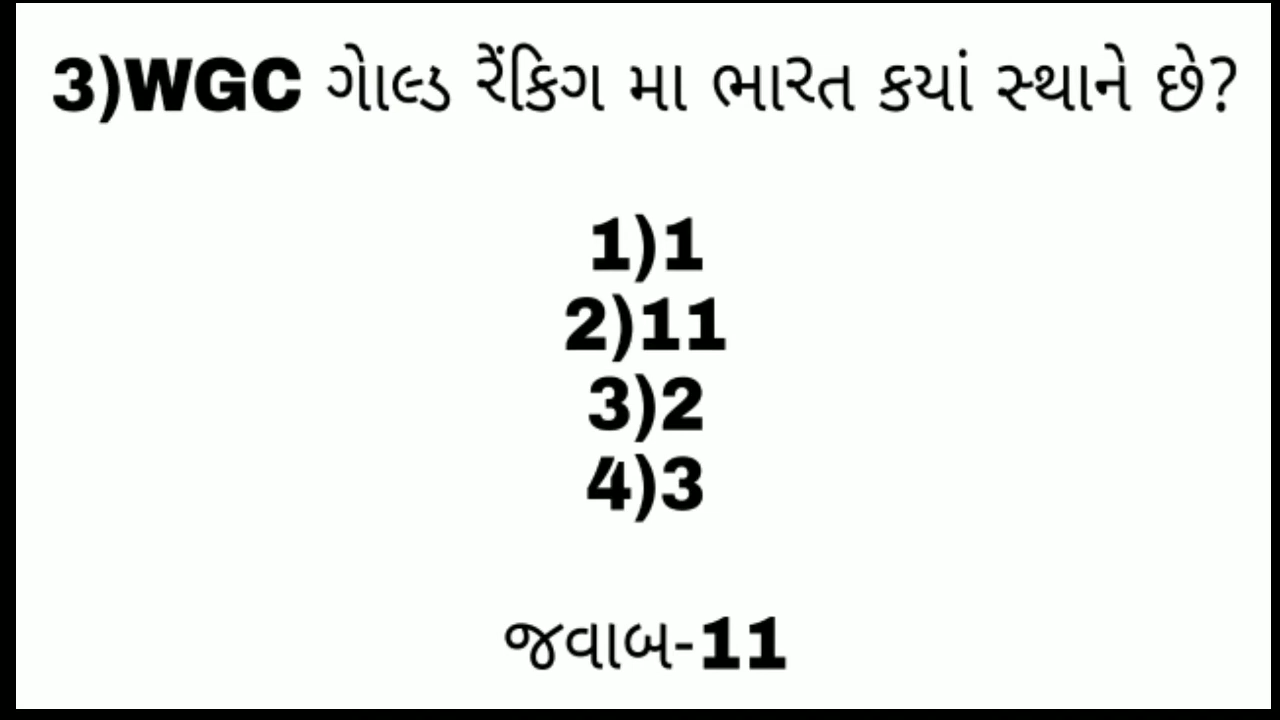 3)WGC ગોલ્ડ રેંકિગ મા ભારત કયાં સ્થાને છે?
1)1
2)11
3)2
4)3
જવાબ-11